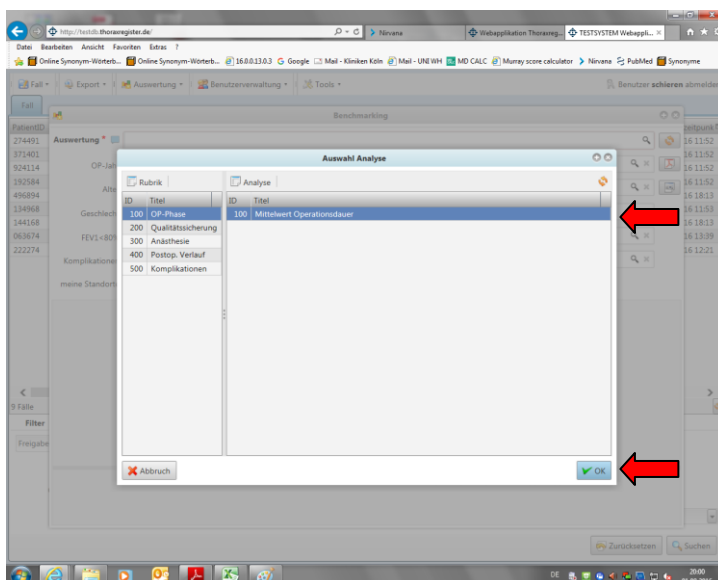 http://testdb.thoraxregister.de/
Nirvana
Webapplikation Thoraxreg...
TESTSYSTEM Webappli...
Datei Bearbeiten Ansicht Favoriten Extras ?
Online Synonym-Wörterb... Online Synonym-Wörterb... 16.0.0.13.0.3 Google Mail - Kliniken Köln Mail - UNI WH MD CALC Murray score calculator Nirvana PubMed Synonyme
Fall Export Auswertung Benutzerverwaltung Tools Benutzer schieren abmelden
Fall
Benchmarking
PatientID
274491
371401
924114
192584
496894
134968
144168
063674
222274
Auswertung *
OP-Jah
Alte
Geschlech
FEV1<80%
Komplikatione
meine Standort
zeitpunkt
16 11:52
16 11:52
16 11:52
16 11:52
16 18:13
16 11:53
16 18:13
16 13:39
16 12:21
Auswahl Analyse
Rubrik
Analyse
ID Titel
100 OP-Phase
200 Qualitätssicherung
300 Anästhesie
400 Postop. Verlauf
500 Komplikationen
ID Titel
100 Mittelwert Operationsdauer
Abbruch
OK
9 Fälle
Filter
Freigabe
Zurücksetzen
Suchen
DE
20:00